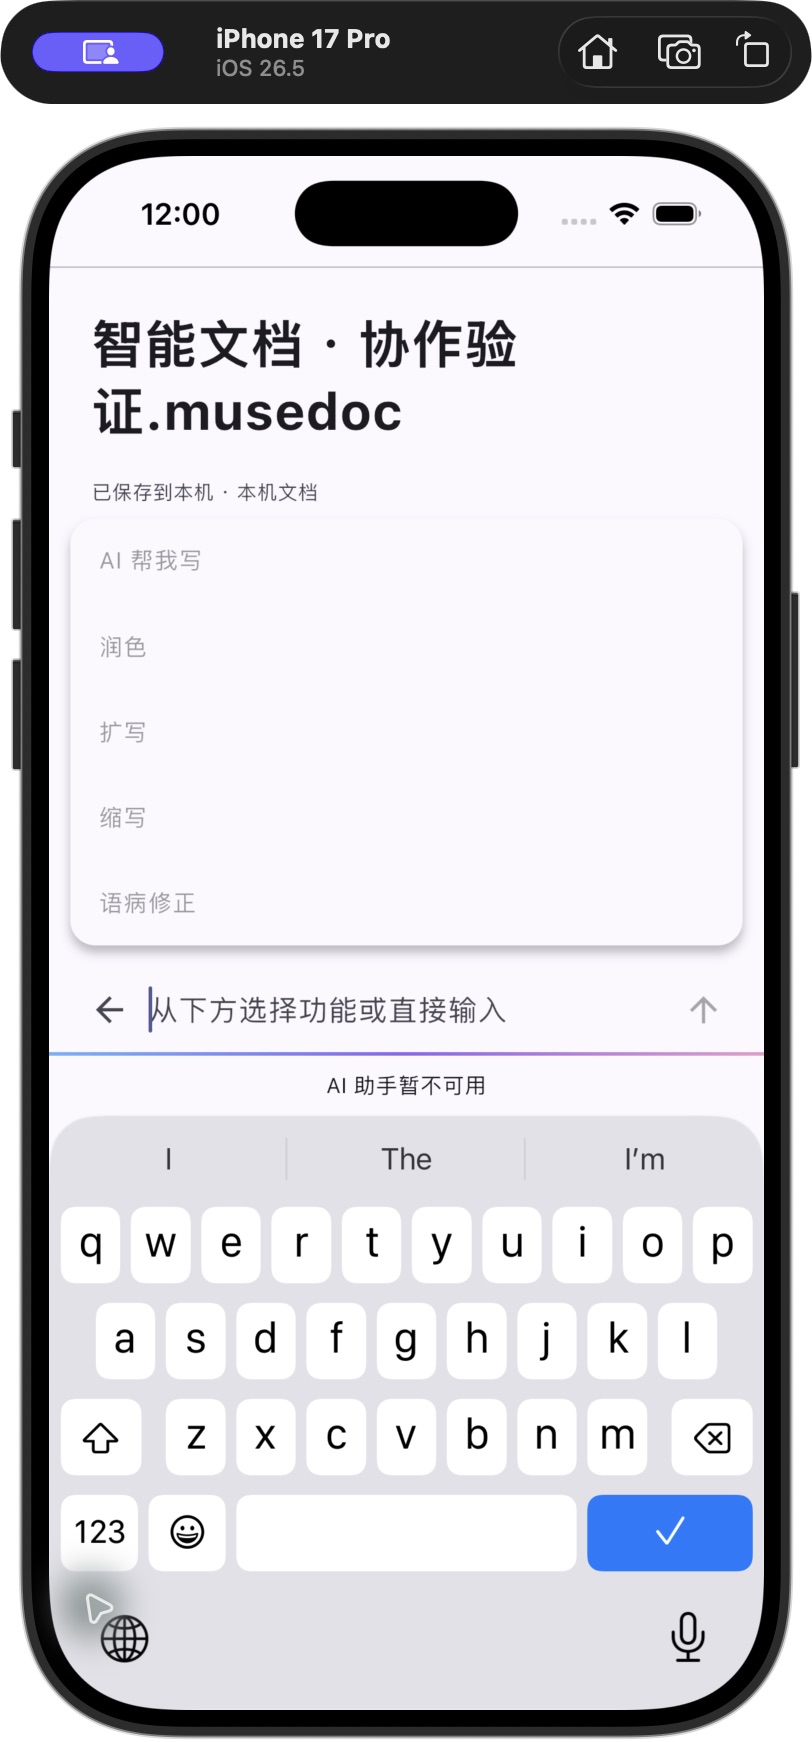 iPhone 17 Pro
iOS 26.5
12:00
智能文档 · 协作验
证.musedoc
已保存到本机 · 本机文档
AI 帮我写
润色
扩写
缩写
语病修正
从下方选择功能或直接输入
AI 助手暂不可用
I The I’m
q w e r t y u i o p
a s d f g h j k l
z x c v b n m
123